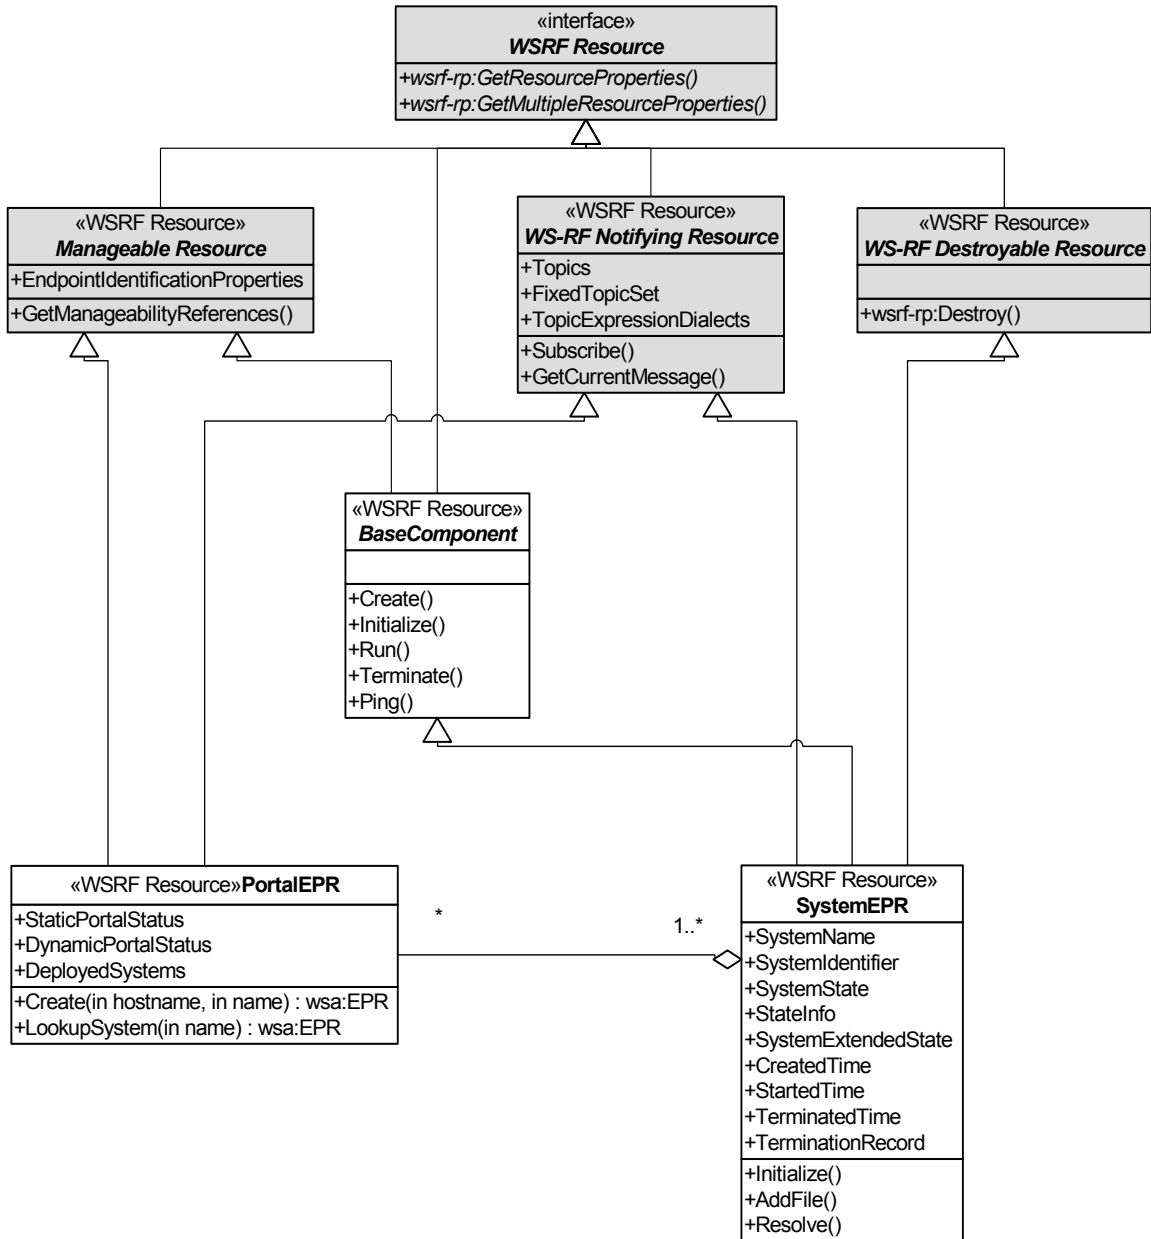 «interface»
WSRF Resource
+wsrf-rp:GetResourceProperties()
+wsrf-rp:GetMultipleResourceProperties()
«WSRF Resource»
Manageable Resource
+EndpointIdentificationProperties
+GetManageabilityReferences()
«WSRF Resource»
WS-RF Notifying Resource
+Topics
+FixedTopicSet
+TopicExpressionDialects
+Subscribe()
+GetCurrentMessage()
«WSRF Resource»
WS-RF Destroyable Resource
+wsrf-rp:Destroy()
«WSRF Resource»
BaseComponent
+Create()
+Initialize()
+Run()
+Terminate()
+Ping()
«WSRF Resource»PortalEPR
+StaticPortalStatus
+DynamicPortalStatus
+DeployedSystems
+Create(in hostname, in name) : wsa:EPR
+LookupSystem(in name) : wsa:EPR
*
1..*
«WSRF Resource»
SystemEPR
+SystemName
+SystemIdentifier
+SystemState
+StateInfo
+SystemExtendedState
+CreatedTime
+StartedTime
+TerminatedTime
+TerminationRecord
+Initialize()
+AddFile()
+Resolve()